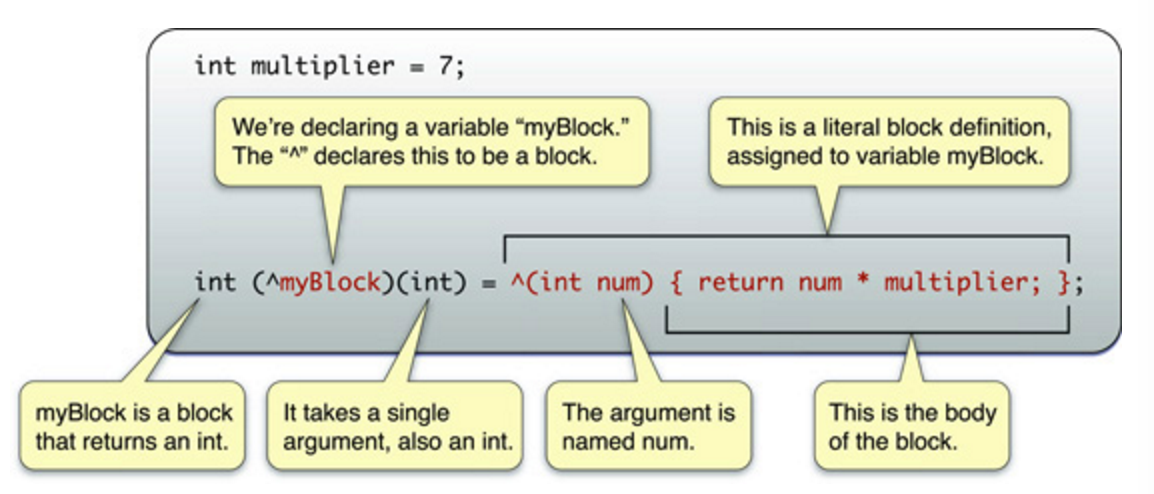 int multiplier = 7;
We're declaring a variable “myBlock.”
The “^” declares this to be a block.
This is a literal block definition,
assigned to variable myBlock.
int (^myBlock)(int) = ^(int num) { return num * multiplier; };
myBlock is a block
that returns an int.
It takes a single
argument, also an int.
The argument is
named num.
This is the body
of the block.